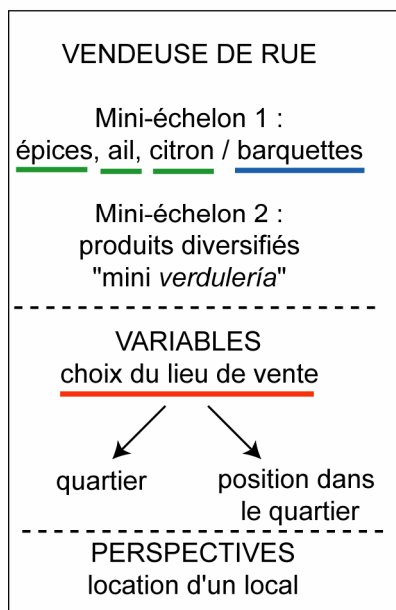 VENDEUSE DE RUE
Mini-échelon 1 :
épices, ail, citron / barquettes
Mini-échelon 2 :
produits diversifiés
"mini verdulería"
VARIABLES
choix du lieu de vente
quartier
position dans
le quartier
PERSPECTIVES
location d'un local